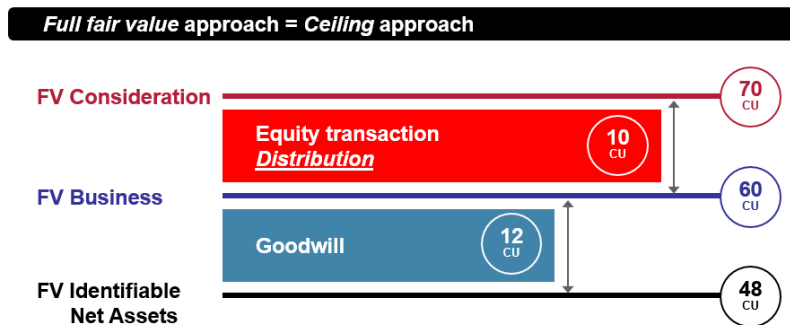 Full fair value approach = Ceiling approach
FV Consideration
70
CU
Equity transaction
Distribution
10
CU
FV Business
60
CU
Goodwill
12
CU
FV Identifiable
Net Assets
48
CU